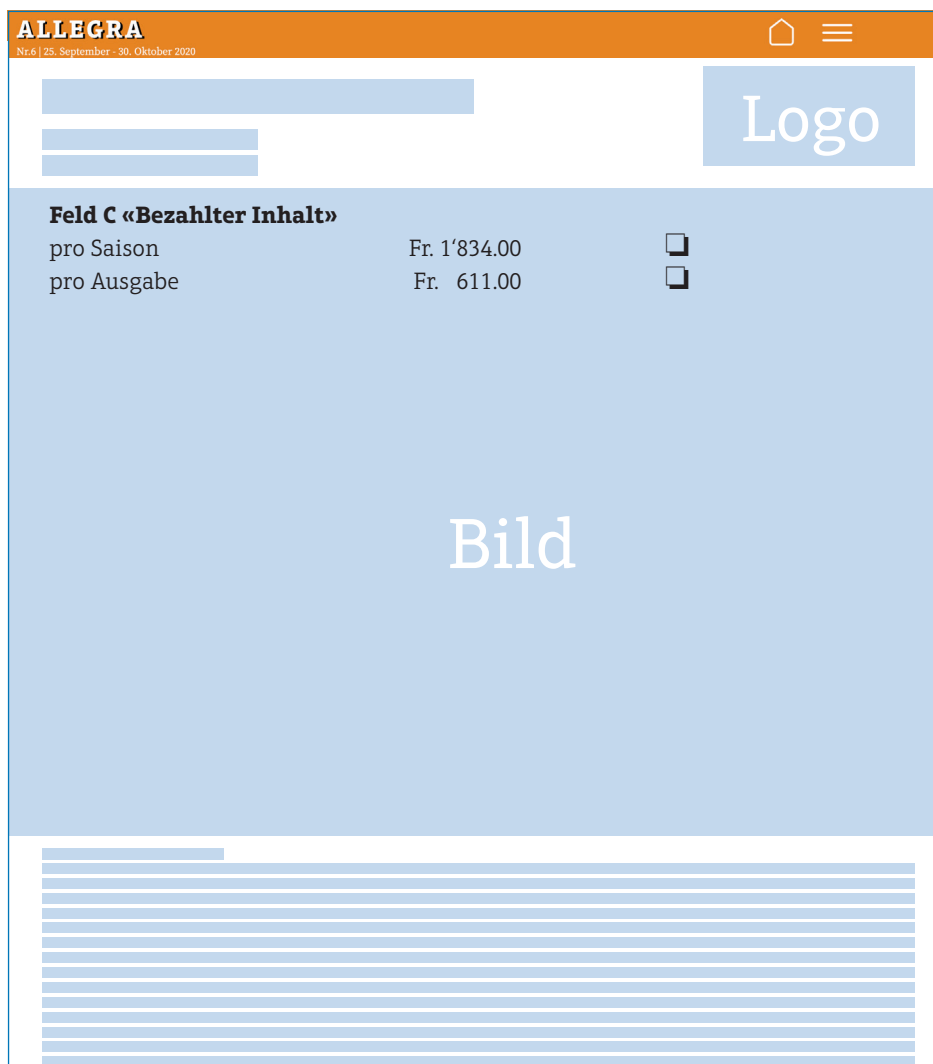 ALLEGRA
Nr.6 | 25. September - 30. Oktober 2020
Logo
Feld C «Bezahlter Inhalt»
pro Saison Fr. 1‘834.00 ❑
pro Ausgabe Fr. 611.00 ❑
Bild